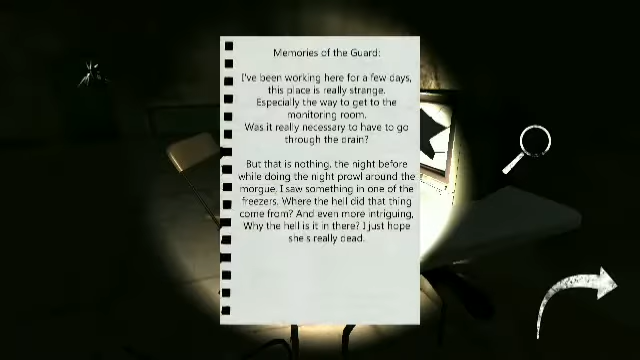 Memories of the Guard:
I've been working here for a few days,
this place is really strange.
Especially the way to get to the
monitoring room.
Was it really necessary to have to go
through the drain?
But that is nothing, the night before
while doing the night prowl around the
morgue, I saw something in one of the
freezers. Where the hell did that thing
come from? And even more intriguing,
Why the hell is it in there? I just hope
she's really dead.